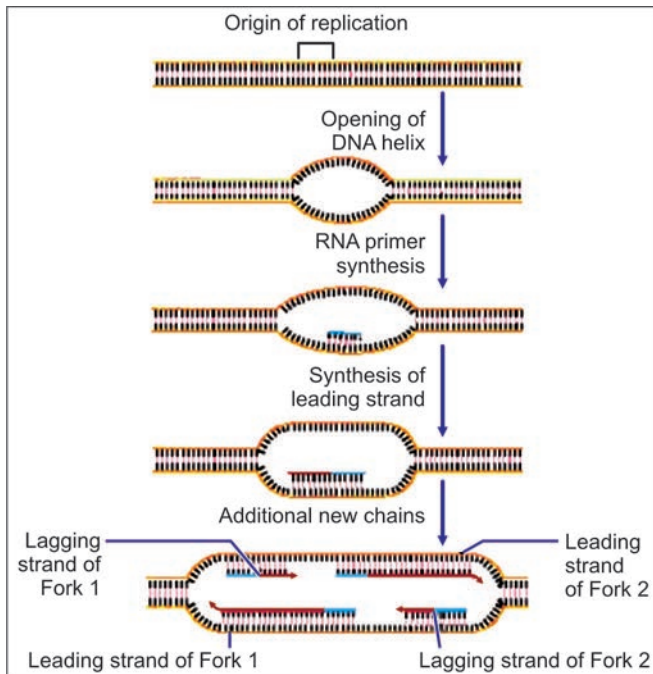 Origin of replication
Opening of
DNA helix
RNA primer
synthesis
Synthesis of
leading strand
Additional new chains
Lagging
strand of
Fork 1
Leading
strand
of Fork 2
Leading strand of Fork 1
Lagging strand of Fork 2